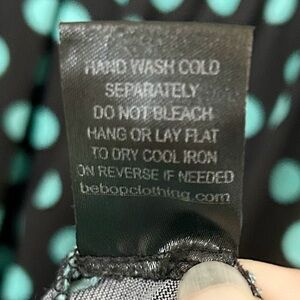 HAND WASH COLD
SEPARATELY
DO NOT BLEACH
HANG OR LAY FLAT
TO DRY COOL IRON
ON REVERSE IF NEEDED
bebopclothing.com